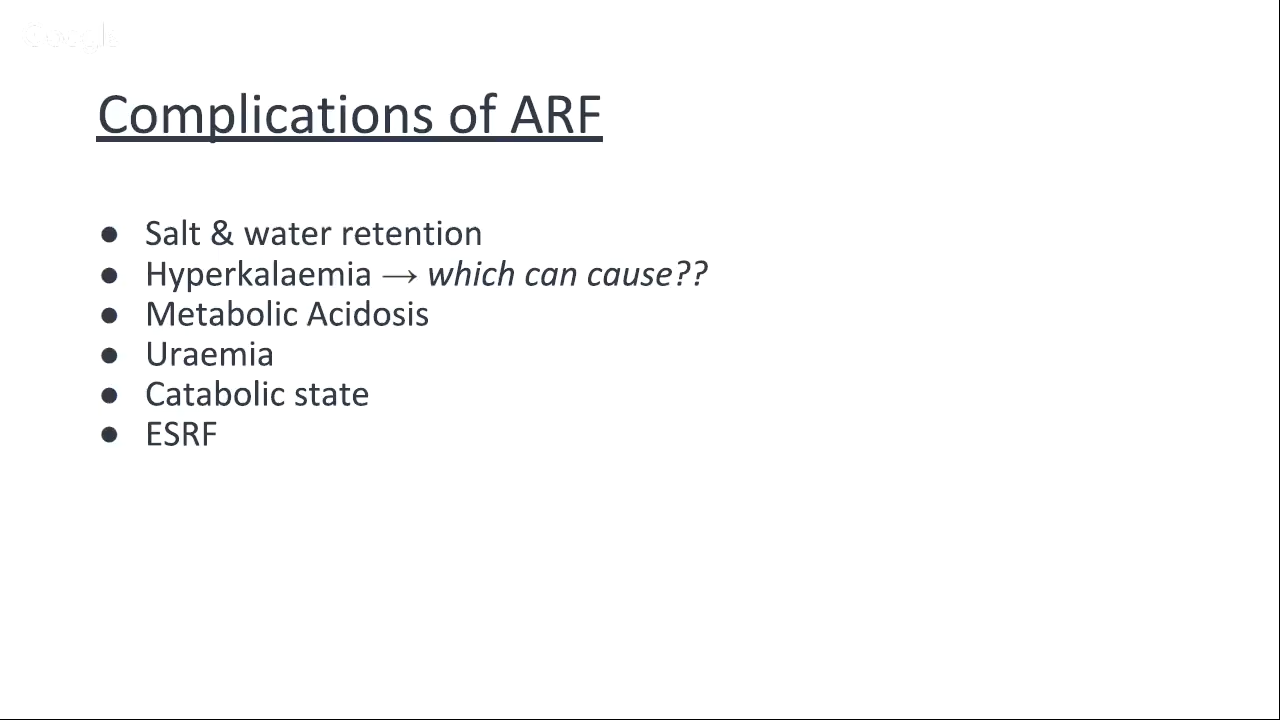 Complications of ARF
● Salt & water retention
● Hyperkalaemia → which can cause??
● Metabolic Acidosis
● Uraemia
● Catabolic state
● ESRF